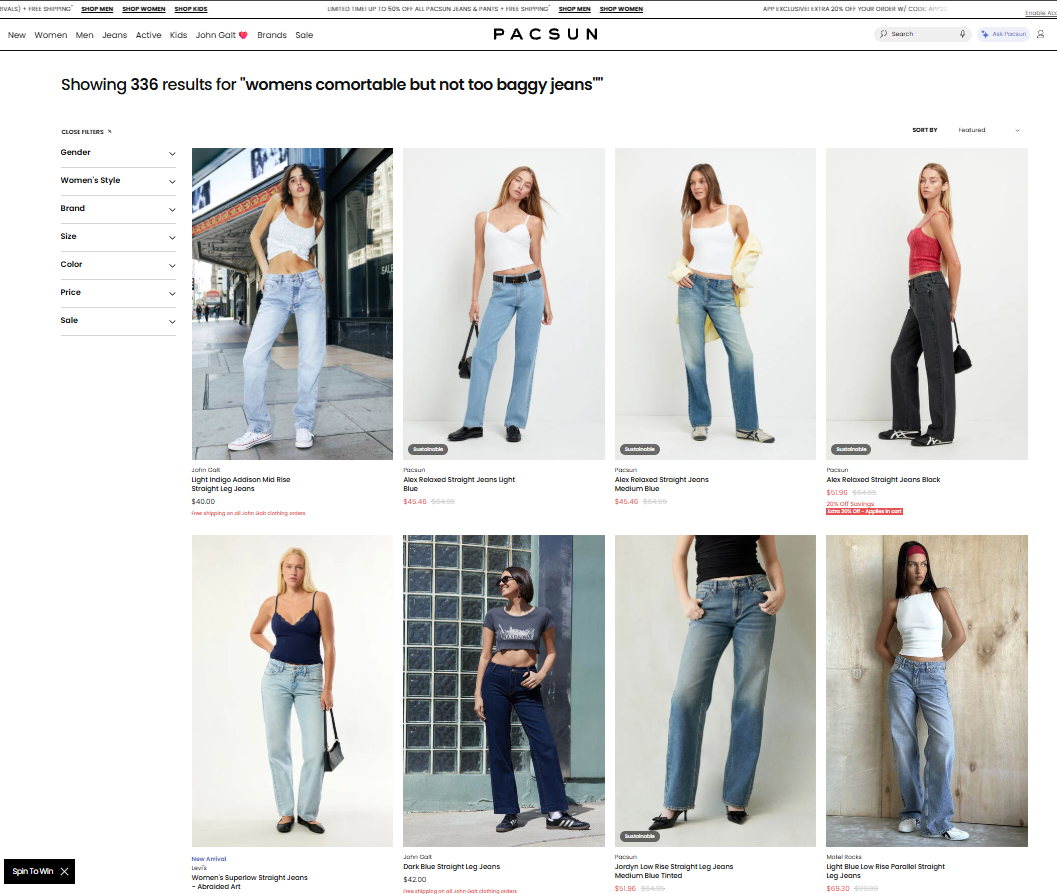 IVALS) + FREE SHIPPING* SHOP MEN SHOP WOMEN SHOP KIDS
LIMITED TIME! UP TO 50% OFF ALL PACSUN JEANS & PANTS + FREE SHIPPING* SHOP MEN SHOP WOMEN
APP EXCLUSIVE! EXTRA 20% OFF YOUR ORDER W/ CODE: APP20
Enable Acc
New Women Men Jeans Active Kids John Galt Brands Sale
PACSUN
Search
Ask Pacsun
Showing 336 results for "womens comortable but not too baggy jeans""
CLOSE FILTERS ×
SORT BY Featured
Gender
Women's Style
Brand
Size
Color
Price
Sale
SALE
John Galt
Light Indigo Addison Mid Rise
Straight Leg Jeans
$40.00
Free shipping on all John Galt clothing orders
Sustainable
Pacsun
Alex Relaxed Straight Jeans Light
Blue
$45.46 $64.95
Sustainable
Pacsun
Alex Relaxed Straight Jeans
Medium Blue
$45.46 $64.95
Sustainable
Pacsun
Alex Relaxed Straight Jeans Black
$51.96 $64.95
20% Off Savings
Extra 30% Off - Applies in cart
New Arrival
Levi's
Women's Superlow Straight Jeans
- Abraided Art
John Galt
Dark Blue Straight Leg Jeans
$42.00
Free shipping on all John Galt clothing orders
Sustainable
Pacsun
Jordyn Low Rise Straight Leg Jeans
Medium Blue Tinted
$51.96 $64.95
Motel Rocks
Light Blue Low Rise Parallel Straight
Leg Jeans
$69.30
Spin To Win ×